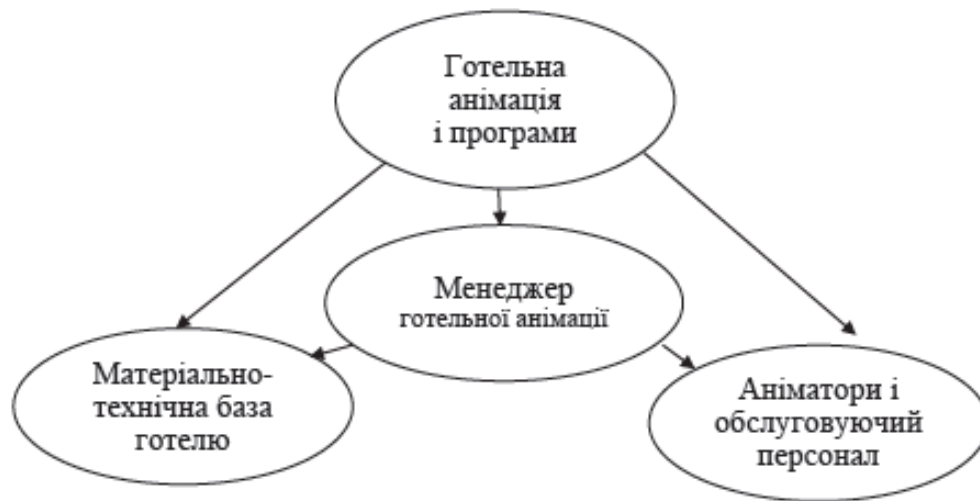 Готельна
анімація
і програми
Менеджер
готельної анімації
Матеріально-
технічна база
готелю
Аніматори і
обслуговуючий
персонал